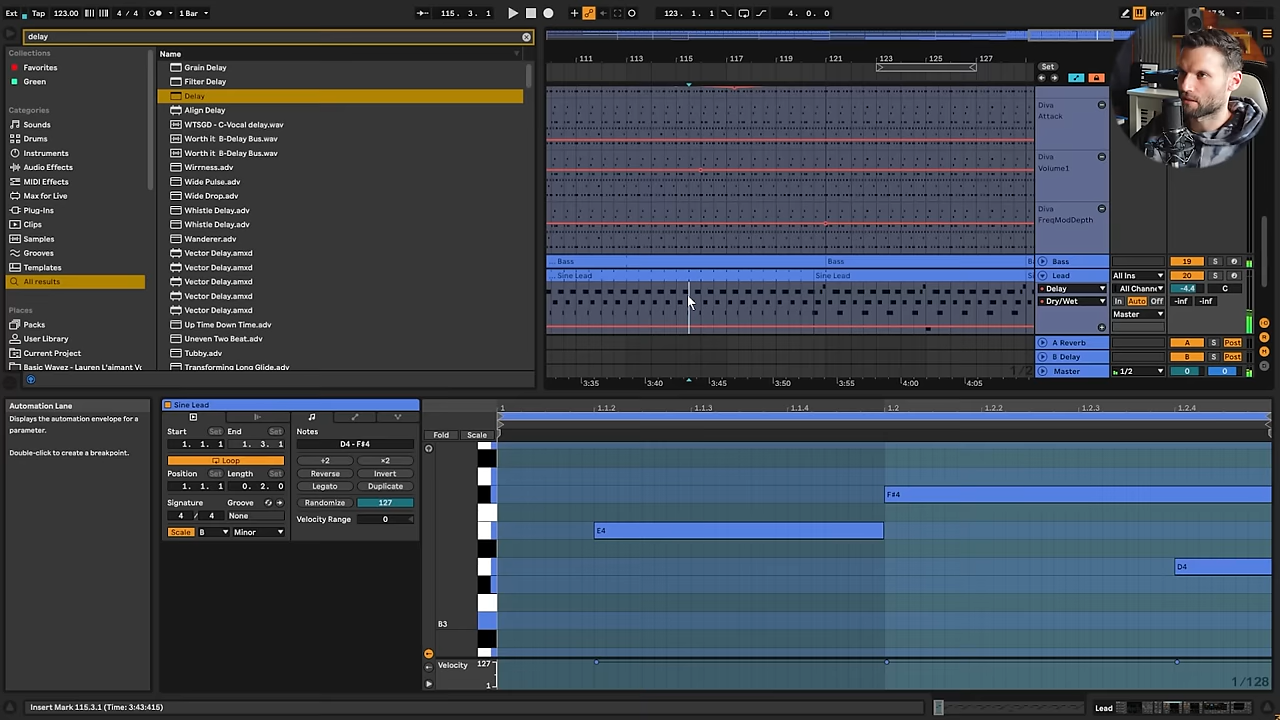 Ext Tap 123.00 4 / 4 1 Bar
115. 3. 1
123. 1. 1
4. 0. 0
Key
delay
Collections
Favorites
Green
Categories
Sounds
Drums
Instruments
Audio Effects
MIDI Effects
Max for Live
Plug-Ins
Clips
Samples
Grooves
Templates
All results
Places
Packs
User Library
Current Project
Basic Waves - Lauren L'aimant Vo
Name
Grain Delay
Filter Delay
Delay
Align Delay
WTSGD - C-Vocal delay.wav
Worth it B-Delay Bus.wav
Worth it B-Delay Bus.wav
Wirrness.adv
Wide Pulse.adv
Wide Drop.adv
Whistle Delay.adv
Whistle Delay.adv
Wanderer.adv
Vector Delay.amxd
Vector Delay.amxd
Vector Delay.amxd
Vector Delay.amxd
Vector Delay.amxd
Up Time Down Time.adv
Uneven Two Beat.adv
Tubby.adv
Transforming Long Glide.adv
111 113 115 117 119 121 123 125 127
Set
Diva
Attack
Diva
Volume1
Diva
FreqModDepth
... Bass Bass Bass 19 S
... Sine Lead Sine Lead Lead All Ins 20 S
Delay All Channe -4.4 C
Dry/Wet In Auto Off -inf -inf
Master
A Reverb A S Post
B Delay B S Post
Master 1/2 0 0
1/2
3:35 3:40 3:45 3:50 3:55 4:00 4:05
Automation Lane
Displays the automation envelope for a
parameter.
Double-click to create a breakpoint.
Sine Lead
Start Set End Set
1. 1. 1 1. 3. 1
Loop
Position Set Length Set
1. 1. 1 0. 2. 0
Signature Groove
4 / 4 None
Scale B Minor
Notes
D4 - F#4
÷2 ×2
Reverse Invert
Legato Duplicate
Randomize 127
Velocity Range 0
1 1.1.2 1.1.3 1.1.4 1.2 1.2.2 1.2.3 1.2.4
Fold Scale
F#4
E4
D4
B3
Velocity 127
1
1/128
Insert Mark 115.3.1 (Time: 3:43:415)
Lead